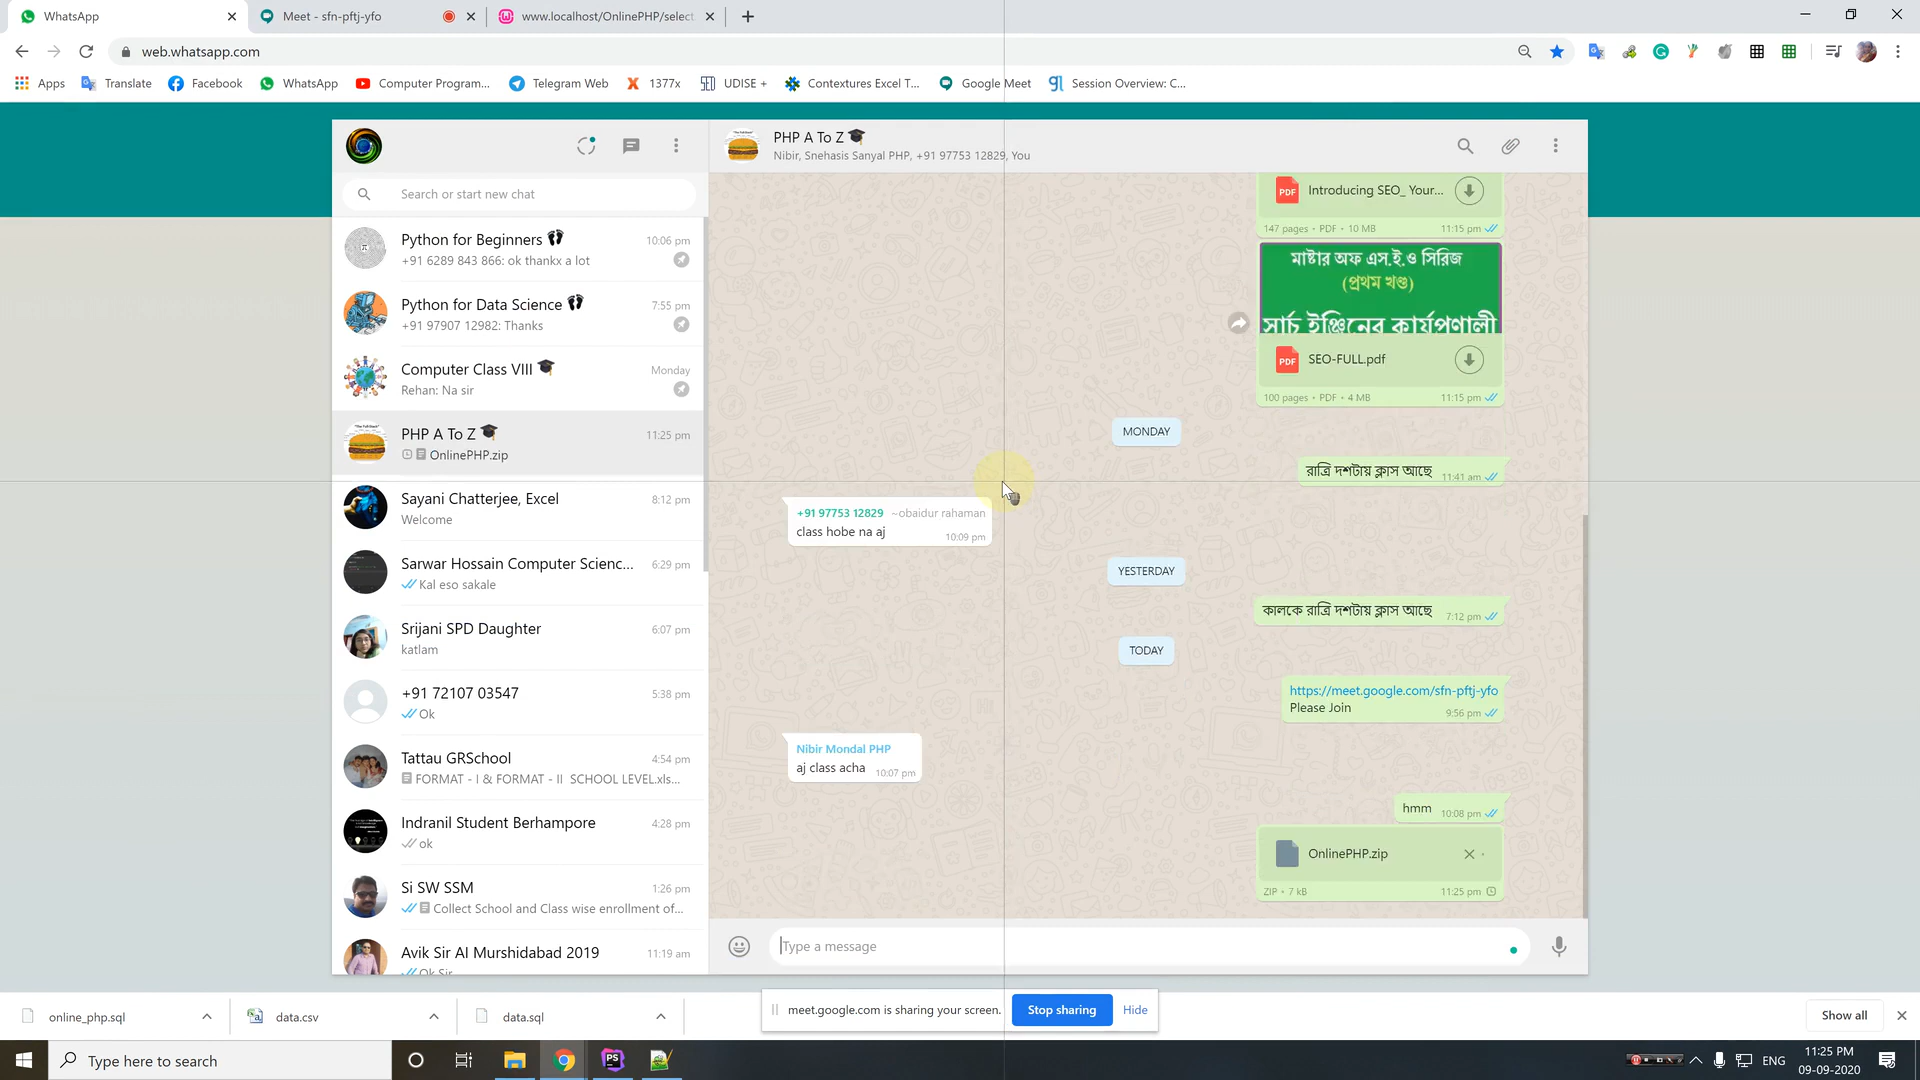 WhatsApp
Meet - sfn-pftj-yfo
www.localhost/OnlinePHP/select
web.whatsapp.com
Apps
Translate
Facebook
WhatsApp
Computer Program...
Telegram Web
1377x
UDISE +
Contextures Excel T...
Google Meet
Session Overview: C...
Search or start new chat
Python for Beginners
10:06 pm
+91 6289 843 866: ok thankx a lot
Python for Data Science
7:55 pm
+91 97907 12982: Thanks
Computer Class VIII
Monday
Rehan: Na sir
PHP A To Z
11:25 pm
OnlinePHP.zip
Sayani Chatterjee, Excel
8:12 pm
Welcome
Sarwar Hossain Computer Scienc...
6:29 pm
Kal eso sakale
Srijani SPD Daughter
6:07 pm
katlam
+91 72107 03547
5:38 pm
Ok
Tattau GRSchool
4:54 pm
FORMAT - I & FORMAT - II SCHOOL LEVEL.xls...
Indranil Student Berhampore
4:28 pm
ok
Si SW SSM
1:26 pm
Collect School and Class wise enrollment of...
Avik Sir AI Murshidabad 2019
11:19 am
Ok Sir
PHP A To Z
Nibir, Snehasis Sanyal PHP, +91 97753 12829, You
PDF
Introducing SEO_ Your...
147 pages • PDF • 10 MB
11:15 pm
মাষ্টার অফ এস.ই.ও সিরিজ
(প্রথম খণ্ড)
সার্চ ইঞ্জিনের কার্যপ্রণালী
PDF
SEO-FULL.pdf
100 pages • PDF • 4 MB
11:15 pm
MONDAY
রাত্রি দশটায় ক্লাস আছে
11:41 am
+91 97753 12829 ~obaidur rahaman
class hobe na aj
10:09 pm
YESTERDAY
কালকে রাত্রি দশটায় ক্লাস আছে
7:12 pm
TODAY
https://meet.google.com/sfn-pftj-yfo
Please Join
9:56 pm
Nibir Mondal PHP
aj class acha
10:07 pm
hmm
10:08 pm
OnlinePHP.zip
ZIP • 7 kB
11:25 pm
Type a message
online_php.sql
data.csv
data.sql
meet.google.com is sharing your screen.
Stop sharing
Hide
Show all
Type here to search
PS
ENG
11:25 PM
09-09-2020